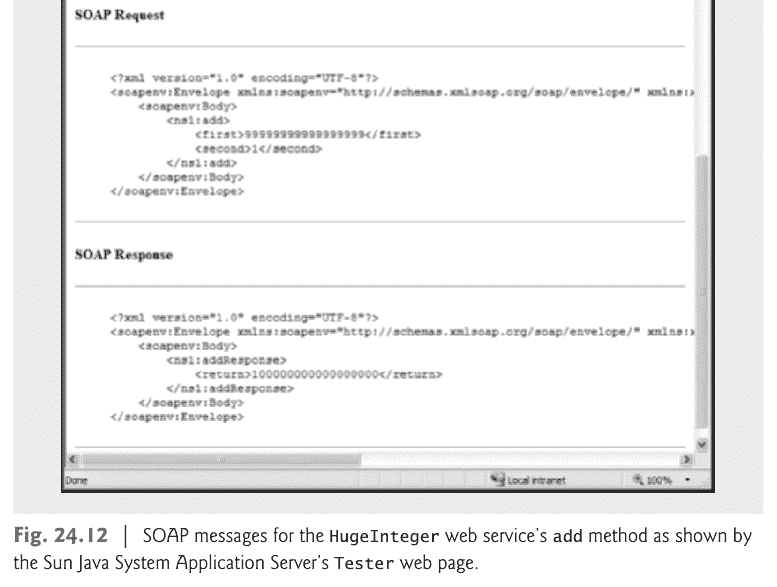 SOAP Request
<?xml version="1.0" encoding="UTF-8"?>
<soapenv:Envelope xmlns:soapenv="http://schemas.xmlsoap.org/soap/envelope/" xmlns:
<soapenv:Body>
<ns1:add>
<first>99999999999999999</first>
<second>1</second>
</ns1:add>
</soapenv:Body>
</soapenv:Envelope>
SOAP Response
<?xml version="1.0" encoding="UTF-8"?>
<soapenv:Envelope xmlns:soapenv="http://schemas.xmlsoap.org/soap/envelope/" xmlns:
<soapenv:Body>
<ns1:addResponse>
<return>100000000000000000</return>
</ns1:addResponse>
</soapenv:Body>
</soapenv:Envelope>
Done Local intranet 100%
Fig. 24.12 | SOAP messages for the HugeInteger web service's add method as shown by
the Sun Java System Application Server's Tester web page.